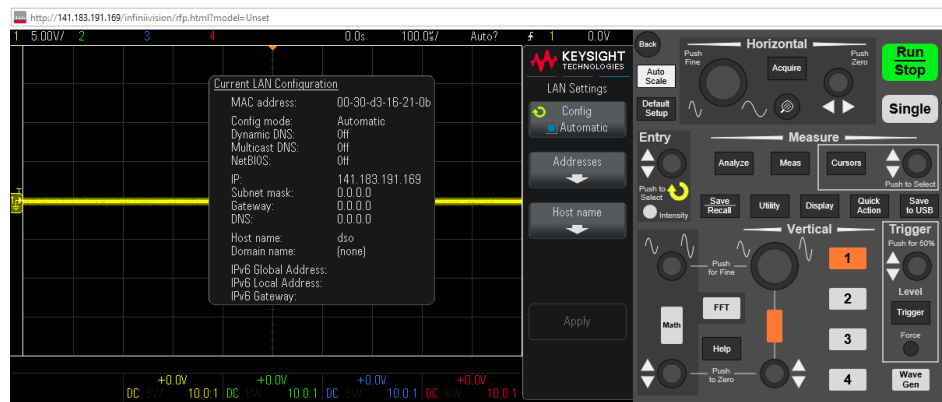 http://141.183.191.169/infiniivision/rfp.html?model=Unset
1 5.00V/ 2 3 4 0.0s 100.0%/ Auto? 1 0.0V
KEYSIGHT
TECHNOLOGIES
LAN Settings
Config
Automatic
Addresses
Host name
Apply
Current LAN Configuration
MAC address: 00-30-d3-16-21-0b
Config mode: Automatic
Dynamic DNS: Off
Multicast DNS: Off
NetBIOS: Off
IP: 141.183.191.169
Subnet mask: 0.0.0.0
Gateway: 0.0.0.0
DNS: 0.0.0.0
Host name: dso
Domain name: (none)
IPv6 Global Address:
IPv6 Local Address:
IPv6 Gateway:
+0.0V +0.0V +0.0V +0.0V
DC BW 10.0:1 DC BW 10.0:1 DC BW 10.0:1 DC BW 10.0:1
Back
Horizontal
Push
Fine
Push
Zero
Run
Stop
Auto
Scale
Acquire
Default
Setup
Single
Entry
Measure
Analyze
Meas
Cursors
Push to Select
Push to
Select
Intensity
Save
Recall
Utility
Display
Quick
Action
Save
to USB
Vertical
Trigger
Push for 50%
1
Push
for Fine
Level
FFT
2
Trigger
Math
3
Force
Help
Push
to Zero
4
Wave
Gen